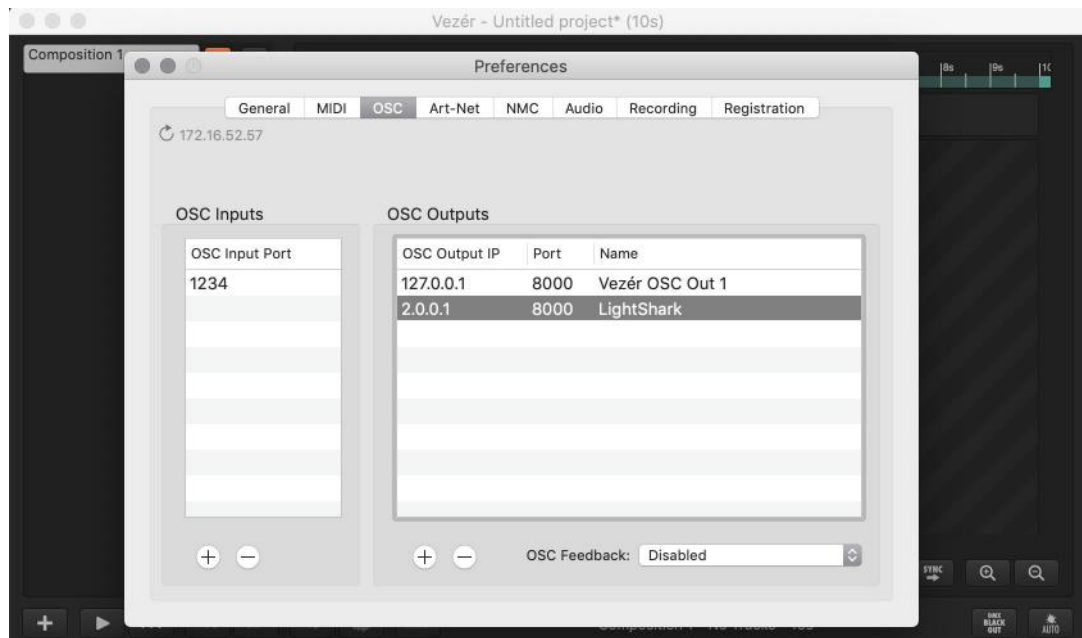 Vezér - Untitled project* (10s)
Composition 1
Preferences
8s 9s
General MIDI OSC Art-Net NMC Audio Recording Registration
172.16.52.57
OSC Inputs OSC Outputs
OSC Input Port OSC Output IP Port Name
1234 127.0.0.1 8000 Vezér OSC Out 1
2.0.0.1 8000 LightShark
OSC Feedback: Disabled
SYNC
DMX
BLACK
OUT
AUTO